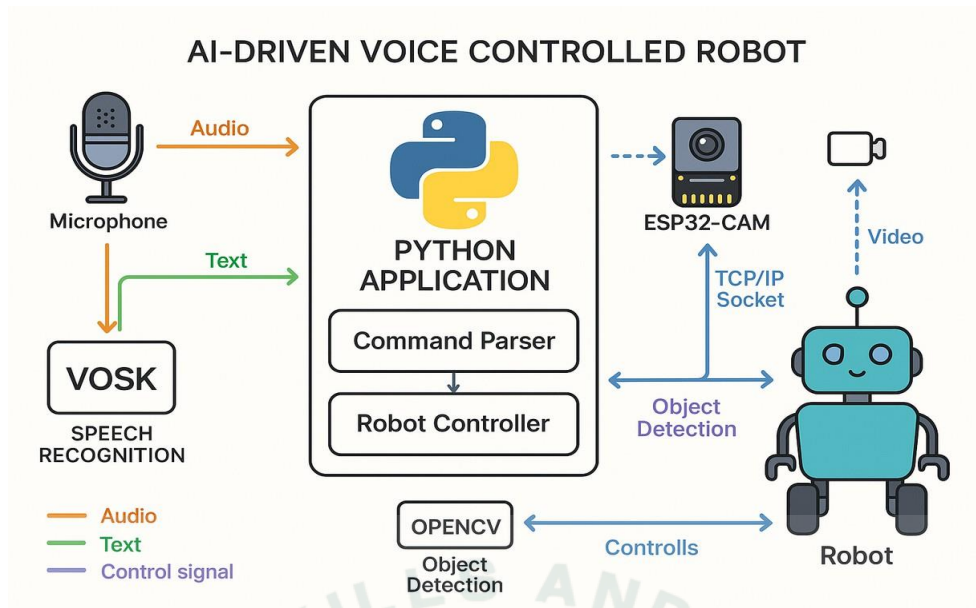 AI-DRIVEN VOICE CONTROLLED ROBOT
Audio
Microphone
Text
VOSK
SPEECH
RECOGNITION
PYTHON
APPLICATION
Command Parser
Robot Controller
ESP32-CAM
Video
TCP/IP
Socket
Object
Detection
Robot
OPENCV
Object
Detection
Controlls
Audio
Text
Control signal
AND